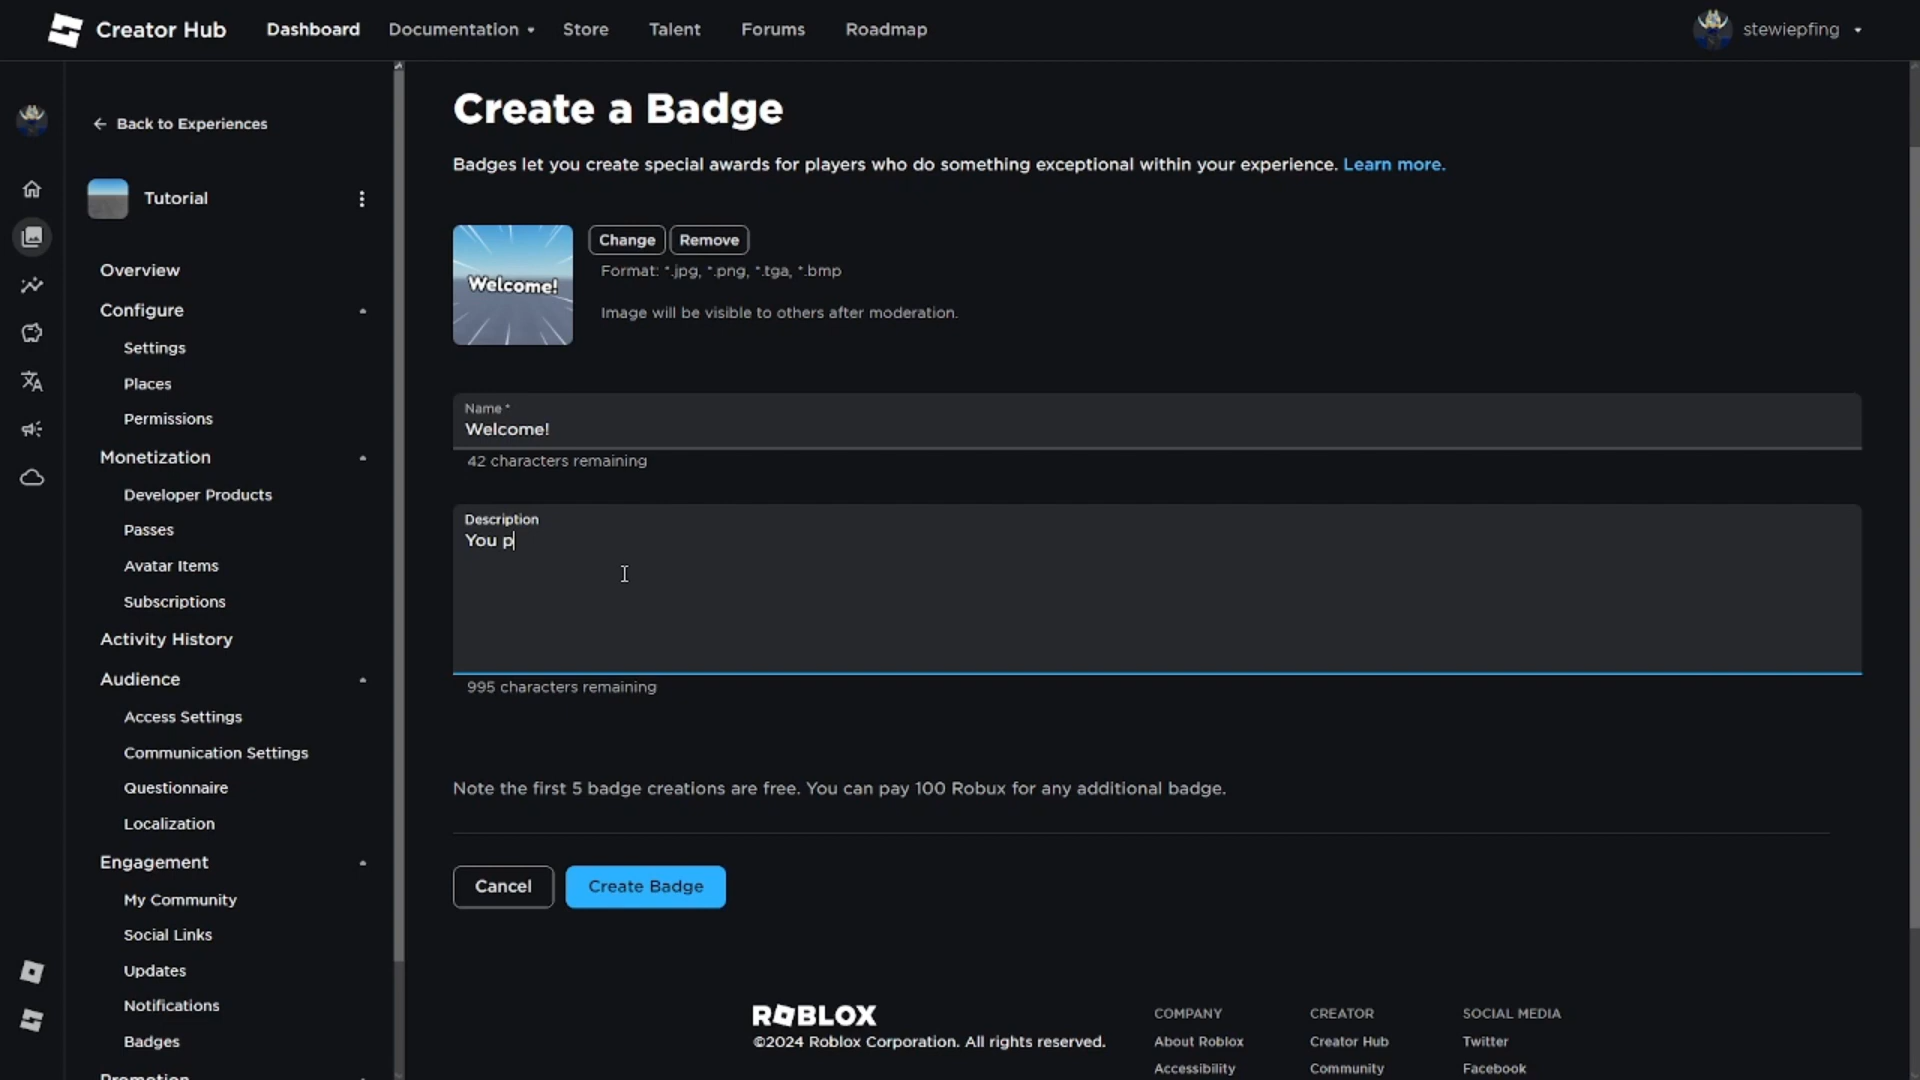 Creator Hub
Dashboard
Documentation
Store
Talent
Forums
Roadmap
stewiepfing
Back to Experiences
Tutorial
Overview
Configure
Settings
Places
Permissions
Monetization
Developer Products
Passes
Avatar Items
Subscriptions
Activity History
Audience
Access Settings
Communication Settings
Questionnaire
Localization
Engagement
My Community
Social Links
Updates
Notifications
Badges
Promotion
Create a Badge
Badges let you create special awards for players who do something exceptional within your experience. Learn more.
Welcome!
Change
Remove
Format: *.jpg, *.png, *.tga, *.bmp
Image will be visible to others after moderation.
Name *
Welcome!
42 characters remaining
Description
You p
995 characters remaining
Note the first 5 badge creations are free. You can pay 100 Robux for any additional badge.
Cancel
Create Badge
ROBLOX
©2024 Roblox Corporation. All rights reserved.
COMPANY
About Roblox
Accessibility
CREATOR
Creator Hub
Community
SOCIAL MEDIA
Twitter
Facebook